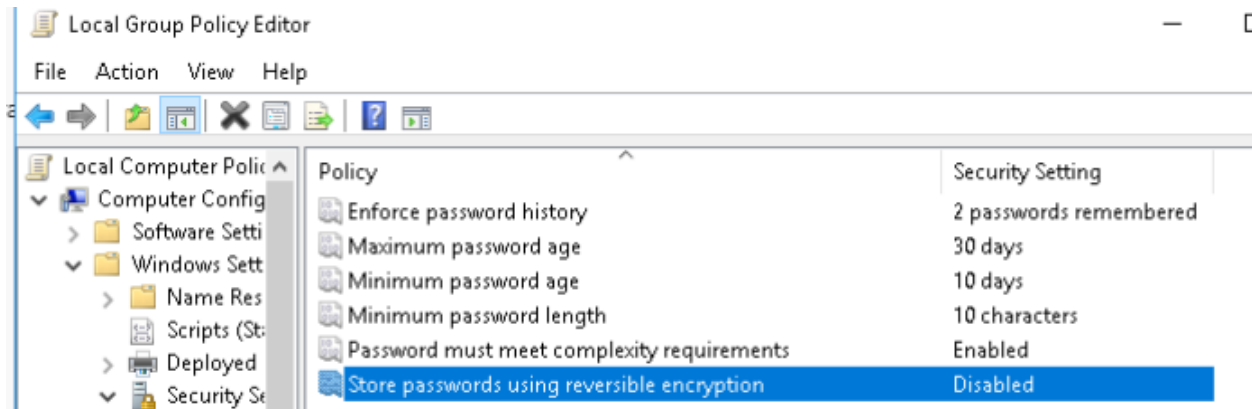 Local Group Policy Editor
File Action View Help
Local Computer Polic
Computer Config
Software Setti
Windows Sett
Name Res
Scripts (Sta
Deployed
Security Se
Policy Security Setting
Enforce password history 2 passwords remembered
Maximum password age 30 days
Minimum password age 10 days
Minimum password length 10 characters
Password must meet complexity requirements Enabled
Store passwords using reversible encryption Disabled